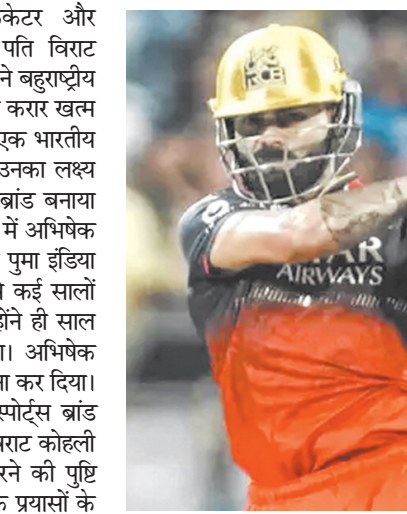 केटर और
पति विराट
ने बहुराष्ट्रीय
करार खत्म
एक भारतीय
उनका लक्ष्य
ब्रांड बनाया
में अभिषेक
पुमा इंडिया
कई सालों
ने ही साल
अभिषेक
कर दिया।
स्पोर्ट्स ब्रांड
कोहली
रने की पुष्टि
प्रयासों के
RCB
AR
AIRWAYS